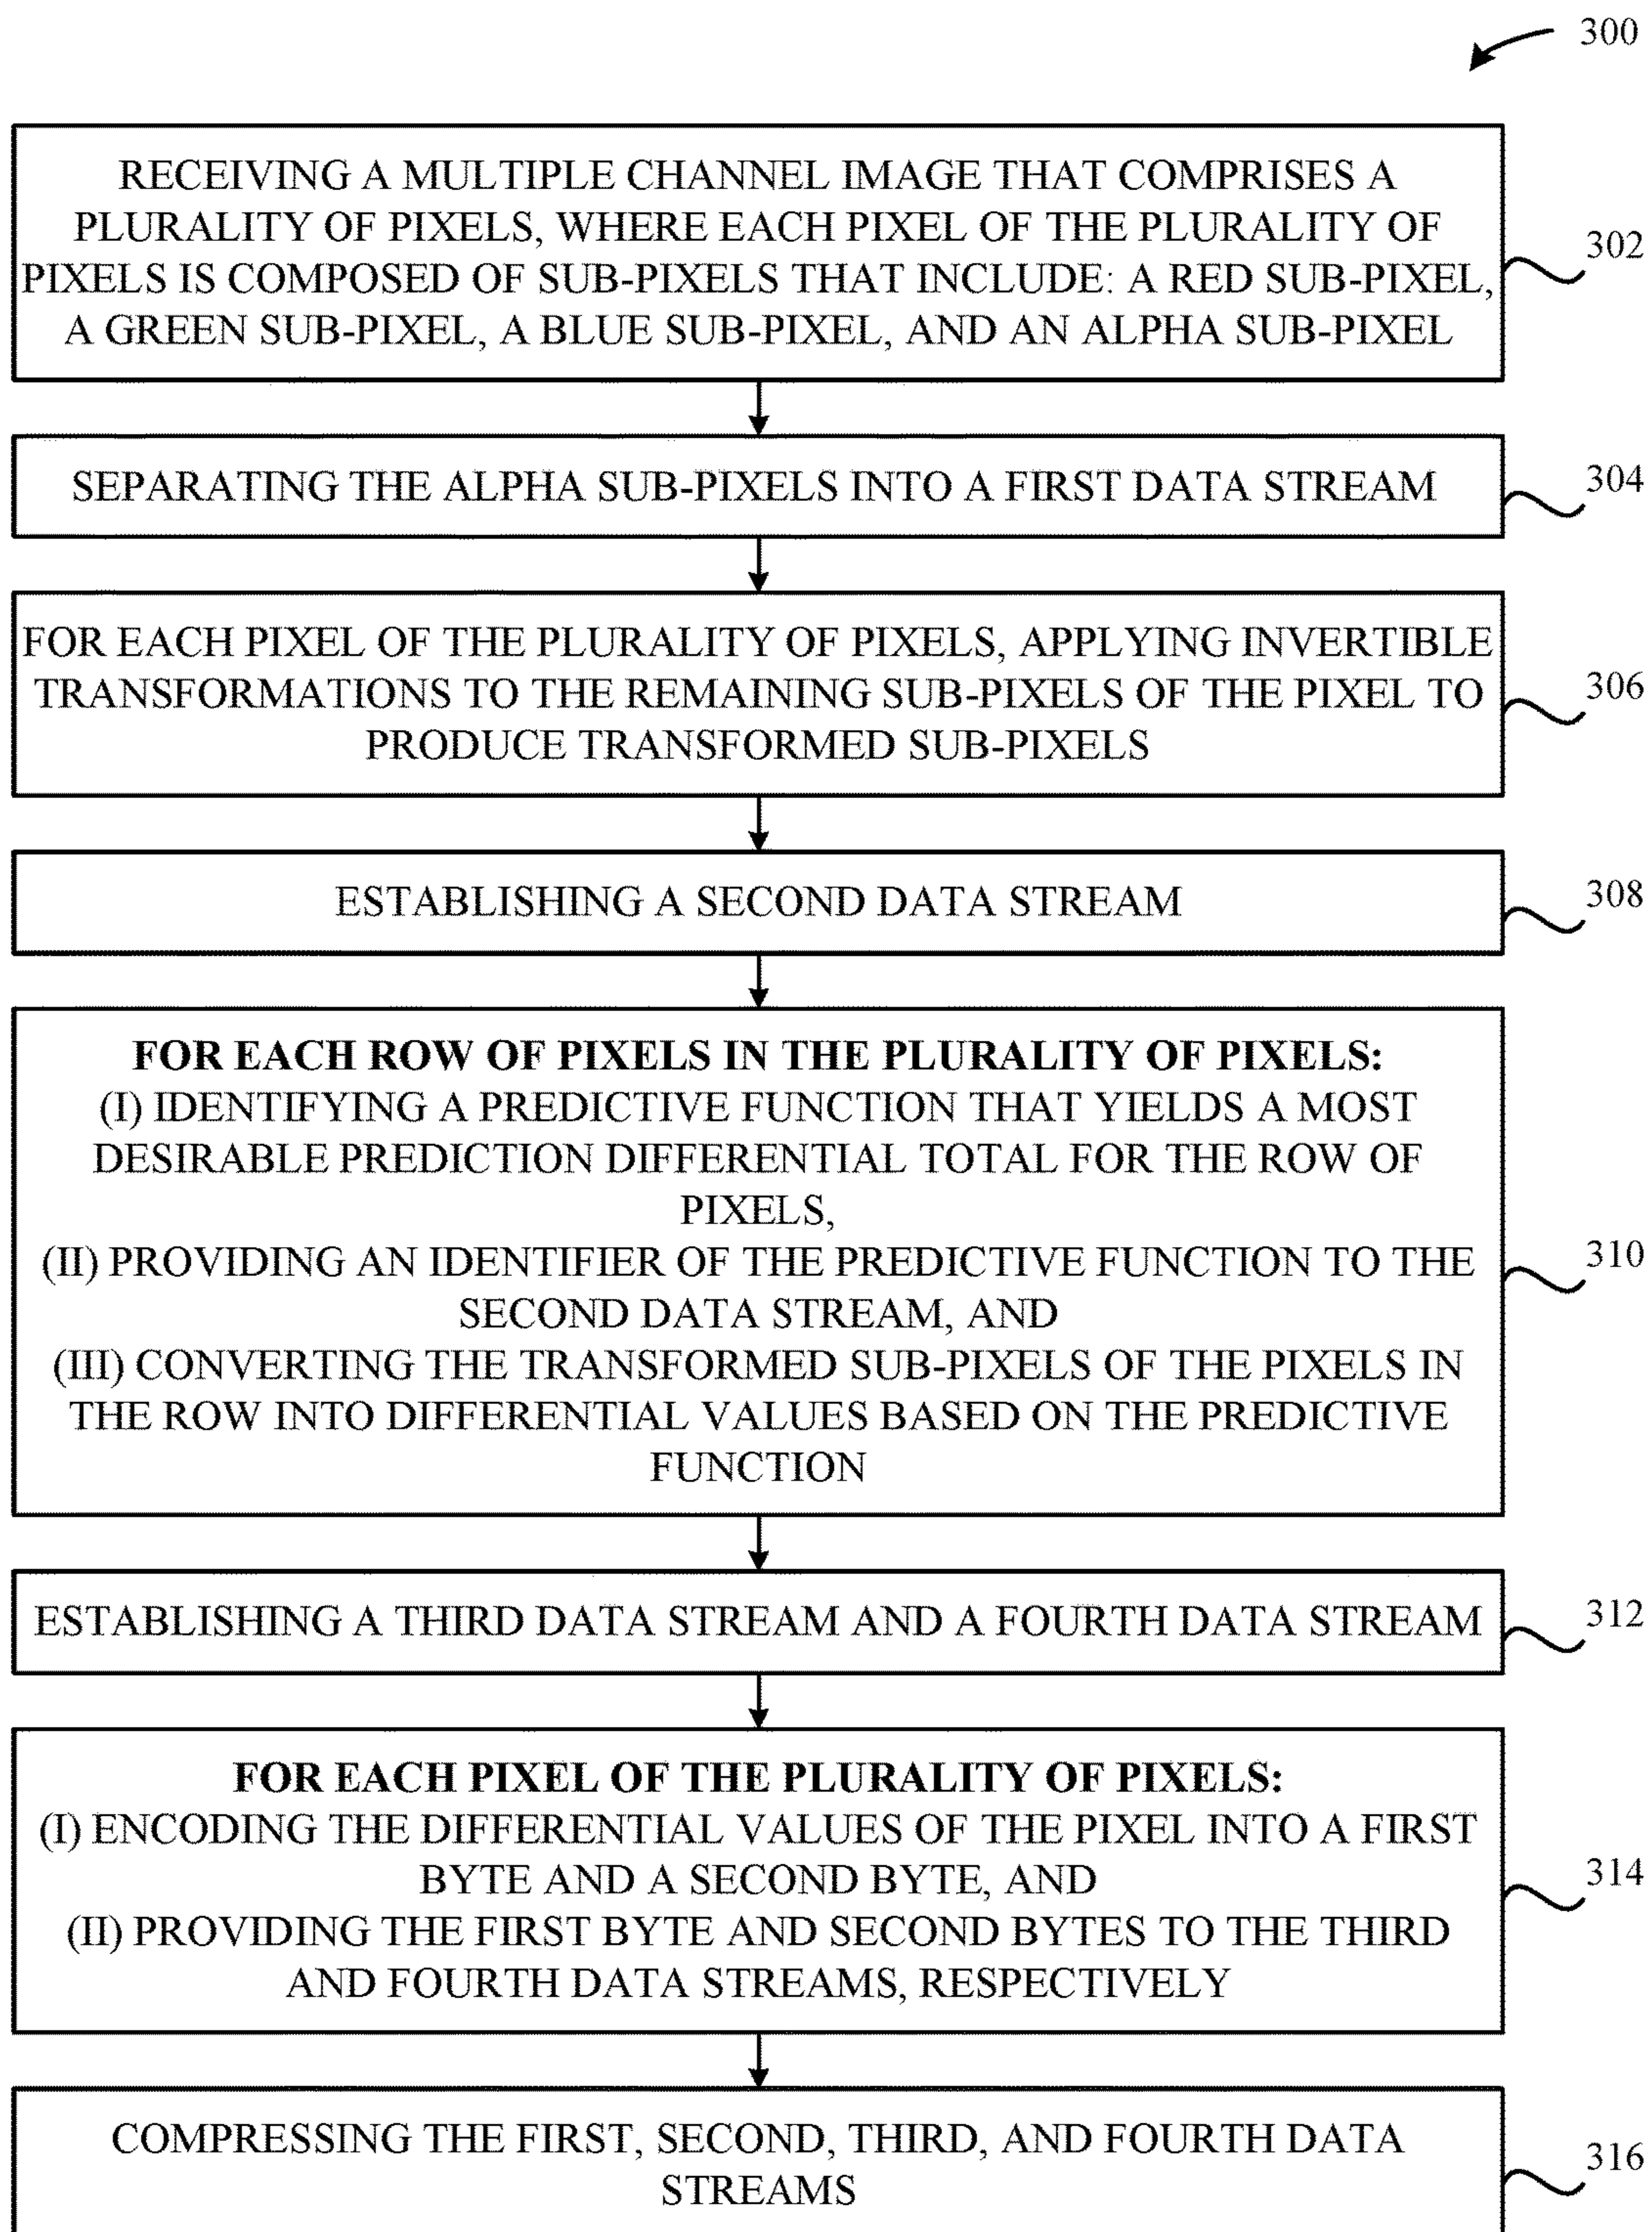 300
RECEIVING A MULTIPLE CHANNEL IMAGE THAT COMPRISES A
PLURALITY OF PIXELS, WHERE EACH PIXEL OF THE PLURALITY OF
PIXELS IS COMPOSED OF SUB-PIXELS THAT INCLUDE: A RED SUB-PIXEL,
A GREEN SUB-PIXEL, A BLUE SUB-PIXEL, AND AN ALPHA SUB-PIXEL
302
SEPARATING THE ALPHA SUB-PIXELS INTO A FIRST DATA STREAM
304
FOR EACH PIXEL OF THE PLURALITY OF PIXELS, APPLYING INVERTIBLE
TRANSFORMATIONS TO THE REMAINING SUB-PIXELS OF THE PIXEL TO
PRODUCE TRANSFORMED SUB-PIXELS
306
ESTABLISHING A SECOND DATA STREAM
308
FOR EACH ROW OF PIXELS IN THE PLURALITY OF PIXELS:
(I) IDENTIFYING A PREDICTIVE FUNCTION THAT YIELDS A MOST
DESIRABLE PREDICTION DIFFERENTIAL TOTAL FOR THE ROW OF
PIXELS,
(II) PROVIDING AN IDENTIFIER OF THE PREDICTIVE FUNCTION TO THE
SECOND DATA STREAM, AND
(III) CONVERTING THE TRANSFORMED SUB-PIXELS OF THE PIXELS IN
THE ROW INTO DIFFERENTIAL VALUES BASED ON THE PREDICTIVE
FUNCTION
310
ESTABLISHING A THIRD DATA STREAM AND A FOURTH DATA STREAM
312
FOR EACH PIXEL OF THE PLURALITY OF PIXELS:
(I) ENCODING THE DIFFERENTIAL VALUES OF THE PIXEL INTO A FIRST
BYTE AND A SECOND BYTE, AND
(II) PROVIDING THE FIRST BYTE AND SECOND BYTES TO THE THIRD
AND FOURTH DATA STREAMS, RESPECTIVELY
314
COMPRESSING THE FIRST, SECOND, THIRD, AND FOURTH DATA
STREAMS
316